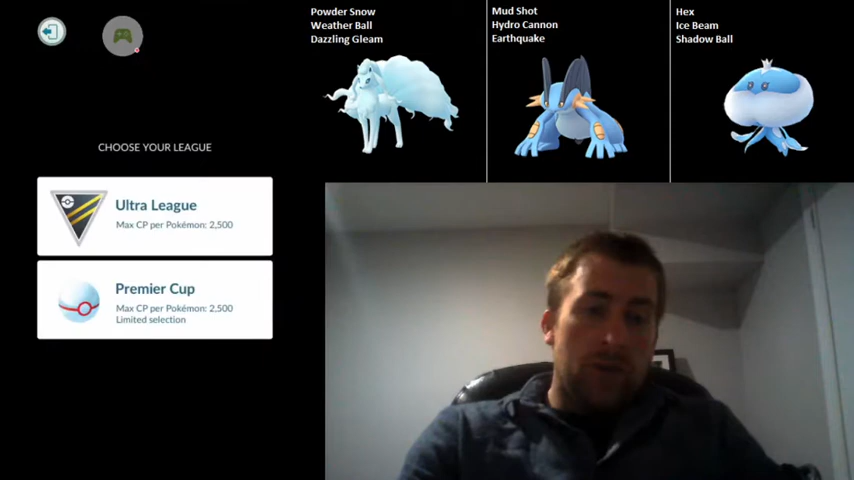 Powder Snow
Weather Ball
Dazzling Gleam
Mud Shot
Hydro Cannon
Earthquake
Hex
Ice Beam
Shadow Ball
CHOOSE YOUR LEAGUE
Ultra League
Max CP per Pokémon: 2,500
Premier Cup
Max CP per Pokémon: 2,500
Limited selection